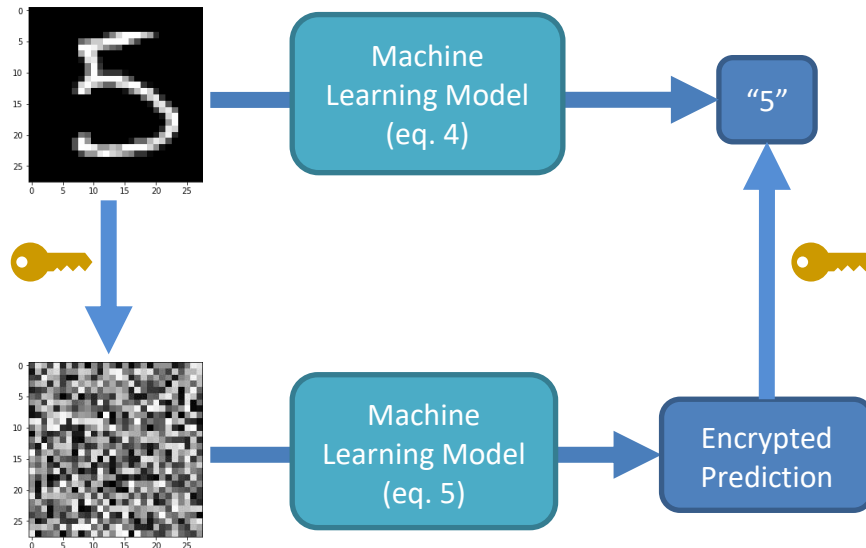 0
5
10
15
20
25
0 5 10 15 20 25
Machine
Learning Model
(eq. 4)
“5”
0
5
10
15
20
25
0 5 10 15 20 25
Machine
Learning Model
(eq. 5)
Encrypted
Prediction